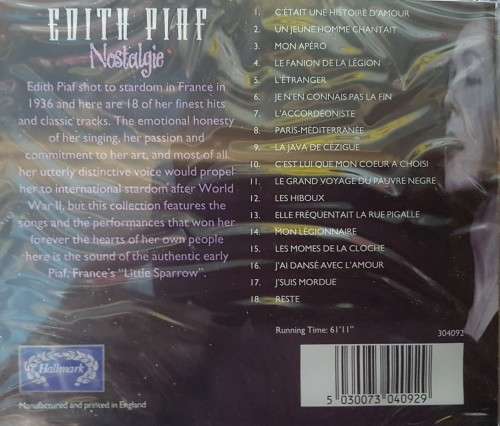 EDITH PIAF
Nostalgie
Edith Piaf shot to stardom in France in
1936 and here are 18 of her finest hits
and classic tracks. The emotional honesty
of her singing, her passion and
commitment to her art, and most of all,
her utterly distinctive voice would propel
her to international stardom after World
War II, but this collection features the
songs and the performances that won her
forever the hearts of her own people
here is the sound of the authentic early
Piaf, France's "Little Sparrow".
1. C'ÉTAIT UNE HISTOIRE D'AMOUR
2. UN JEUNE HOMME CHANTAIT
3. MON APÉRO
4. LE FANION DE LA LÉGION
5. L'ÉTRANGER
6. JE N'EN CONNAIS PAS LA FIN
7. L'ACCORDÉONISTE
8. PARIS-MÉDITERRANÉE
9. LA JAVA DE CÉZIGUE
10. C'EST LUI QUE MON COEUR A CHOISI
11. LE GRAND VOYAGE DU PAUVRE NEGRE
12. LES HIBOUX
13. ELLE FRÉQUENTAIT LA RUE PIGALLE
14. MON LÉGIONNAIRE
15. LES MOMES DE LA CLOCHE
16. J'AI DANSÉ AVEC L'AMOUR
17. J'SUIS MORDUE
18. RESTE
Running Time: 61'11"
304092
5 030073 040929
Hallmark
Manufactured and printed in England